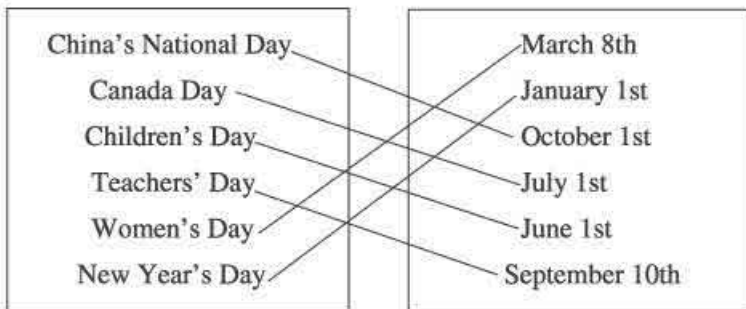 China's National Day
Canada Day
Children's Day
Teachers' Day
Women's Day
New Year's Day
March 8th
January 1st
October 1st
July 1st
June 1st
September 10th